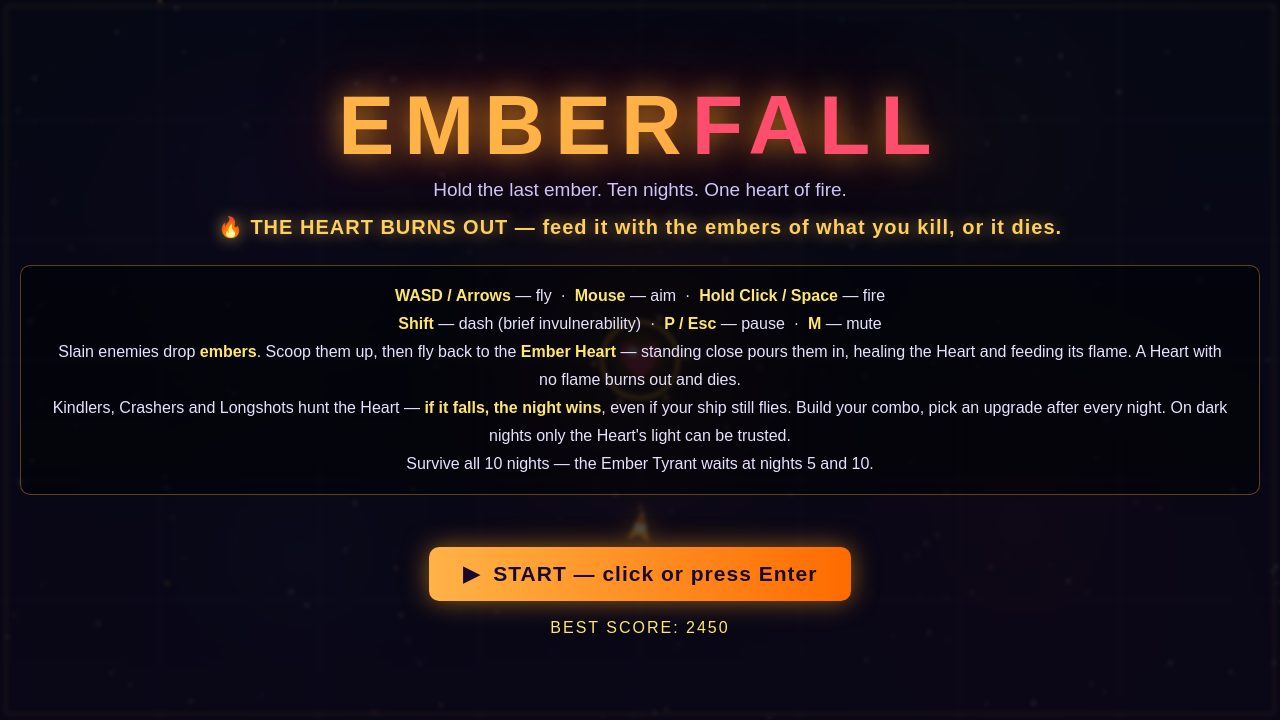 EMBERFALL
Hold the last ember. Ten nights. One heart of fire.
🔥 THE HEART BURNS OUT — feed it with the embers of what you kill, or it dies.
WASD / Arrows — fly · Mouse — aim · Hold Click / Space — fire
Shift — dash (brief invulnerability) · P / Esc — pause · M — mute
Slain enemies drop embers. Scoop them up, then fly back to the Ember Heart — standing close pours them in, healing the Heart and feeding its flame. A Heart with
no flame burns out and dies.
Kindlers, Crashers and Longshots hunt the Heart — if it falls, the night wins, even if your ship still flies. Build your combo, pick an upgrade after every night. On dark
nights only the Heart's light can be trusted.
Survive all 10 nights — the Ember Tyrant waits at nights 5 and 10.
▶ START — click or press Enter
BEST SCORE: 2450